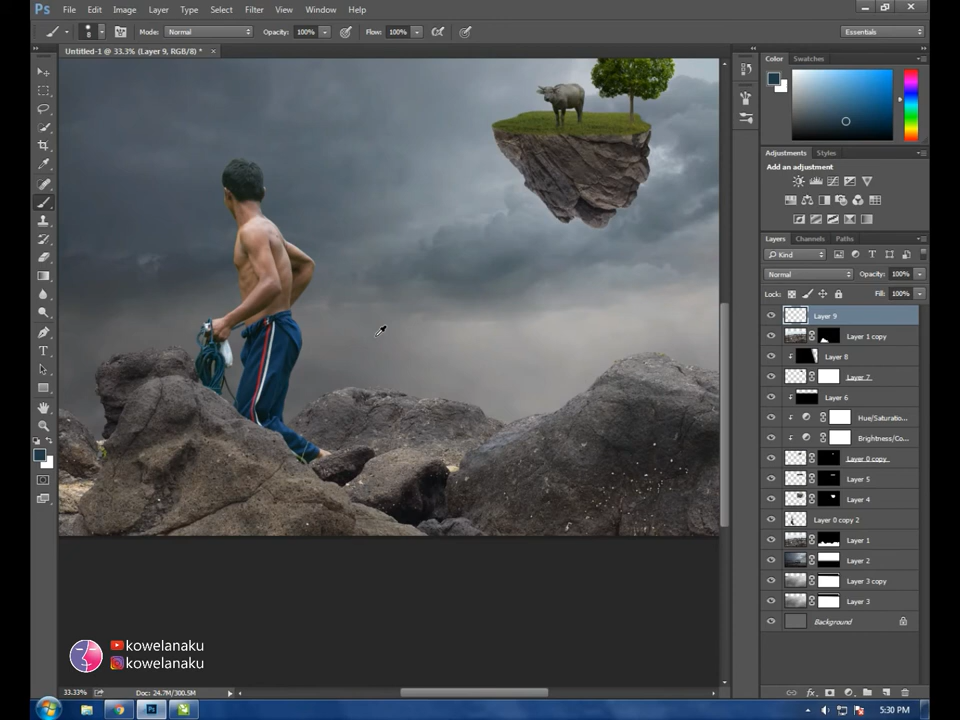 Ps File Edit Image Layer Type Select Filter View Window Help
8 Mode: Normal Opacity: 100% Flow: 100% Essentials
Untitled-1 @ 33.3% (Layer 9, RGB/8) * ×
Color Swatches
Adjustments Styles
Add an adjustment
Layers Channels Paths
Kind
Normal Opacity: 100%
Lock: Fill: 100%
Layer 9
Layer 1 copy
Layer 8
Layer 7
Layer 6
Hue/Saturatio...
Brightness/Co...
Layer 0 copy
Layer 5
Layer 4
Layer 0 copy 2
Layer 1
Layer 2
Layer 3 copy
Layer 3
Background
kowelanaku
kowelanaku
33.33% Doc: 24.7M/300.5M
fx
5:30 PM